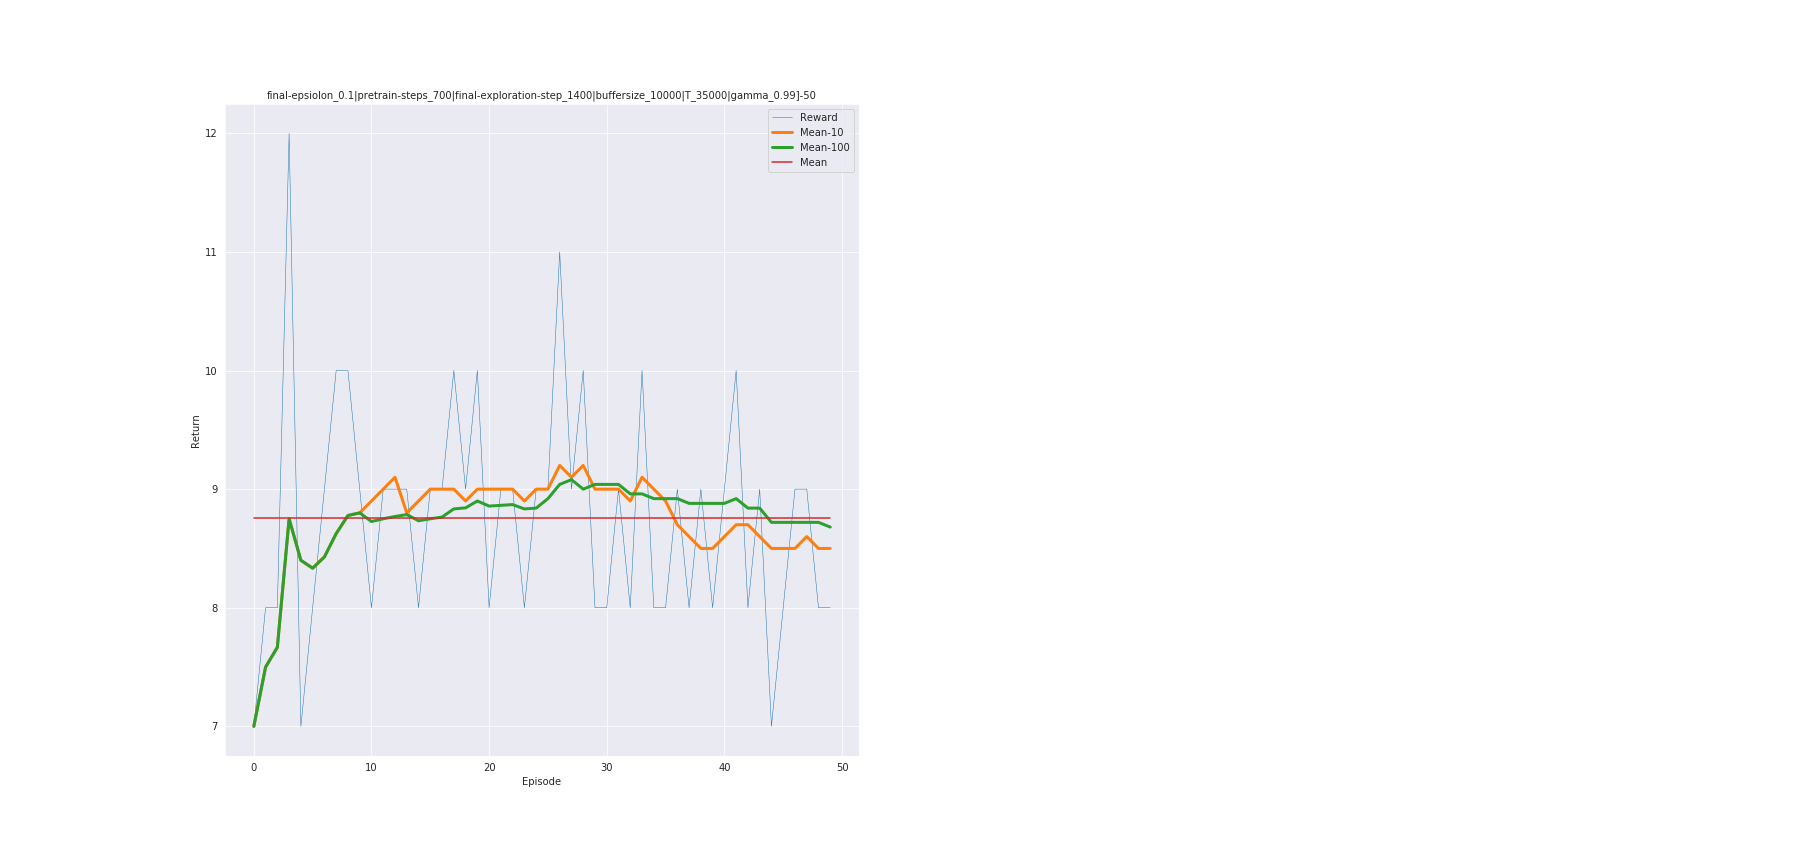 final-epsiolon_0.1|pretrain-steps_700|final-exploration-step_1400|buffersize_10000|T_35000|gamma_0.99]-50
Reward
Mean-10
Mean-100
Mean
12
11
10
9
8
7
Return
0 10 20 30 40 50
Episode